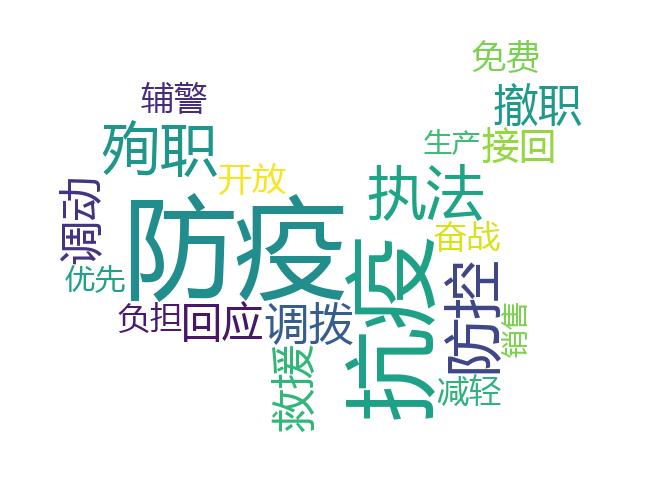 免费
辅警
撤职
殉职
生产
接回
开放
执法
调动
防疫
奋战
抗疫
优先
防控
负担
回应
调拨
销售
救援
减轻